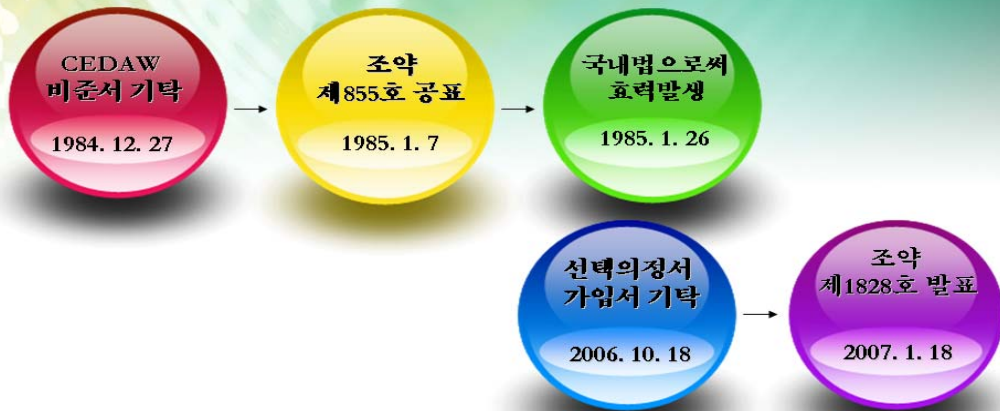 CEDAW
비준서 기탁
1984. 12. 27
조약
제855호 공표
1985. 1. 7
국내법으로써
효력발생
1985. 1. 26
선택의정서
가입서 기탁
2006. 10. 18
조약
제1828호 발표
2007. 1. 18